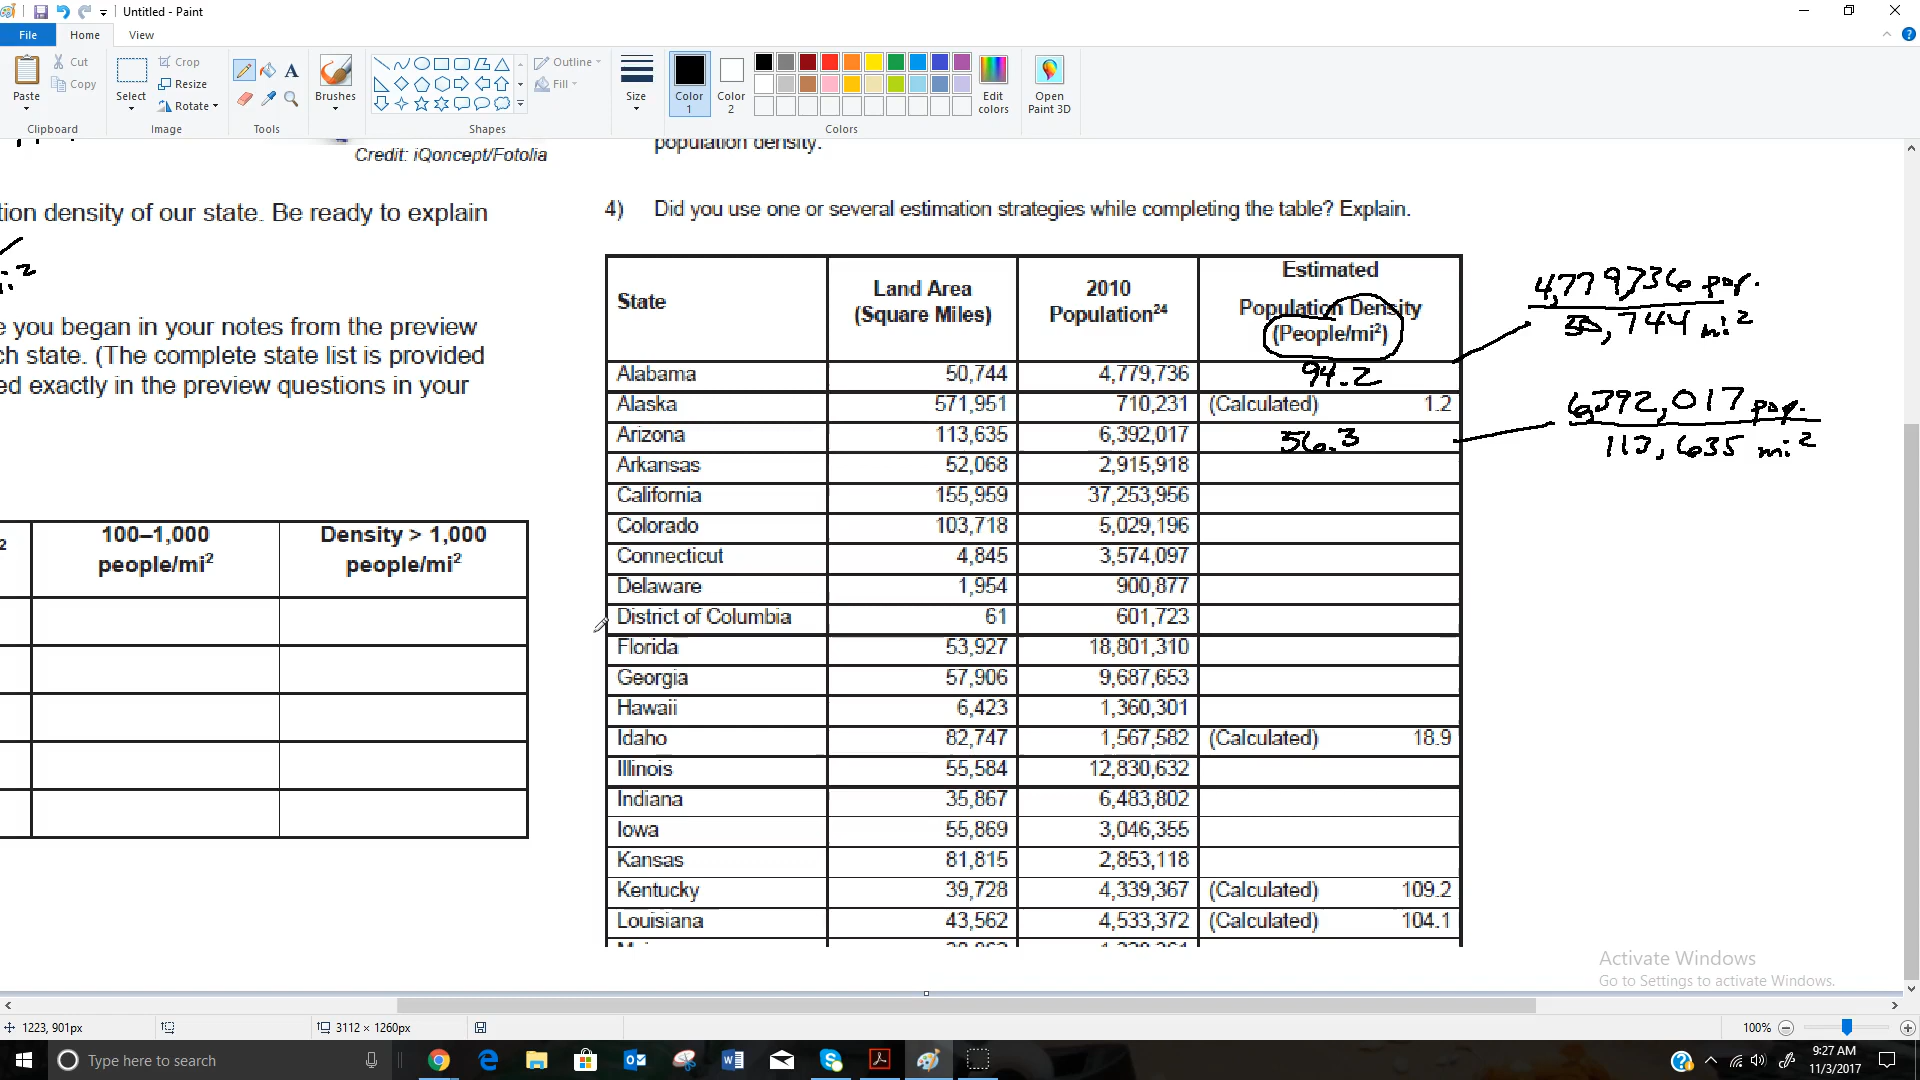 Untitled - Paint
File Home View
Cut
Copy
Paste
Clipboard
Select
Crop
Resize
Rotate
Image
Tools
Brushes
Shapes
Outline
Fill
Size
Color 1
Color 2
Colors
Edit colors
Open Paint 3D
Credit: iQoncept/Fotolia
population density.
tion density of our state. Be ready to explain
mi²
e you began in your notes from the preview
ch state. (The complete state list is provided
ed exactly in the preview questions in your
2 100–1,000 people/mi² Density > 1,000 people/mi²
4) Did you use one or several estimation strategies while completing the table? Explain.
State Land Area (Square Miles) 2010 Population²⁴ Estimated Population Density (People/mi²)
Alabama 50,744 4,779,736 94.2
Alaska 571,951 710,231 (Calculated) 1.2
Arizona 113,635 6,392,017 56.3
Arkansas 52,068 2,915,918
California 155,959 37,253,956
Colorado 103,718 5,029,196
Connecticut 4,845 3,574,097
Delaware 1,954 900,877
District of Columbia 61 601,723
Florida 53,927 18,801,310
Georgia 57,906 9,687,653
Hawaii 6,423 1,360,301
Idaho 82,747 1,567,582 (Calculated) 18.9
Illinois 55,584 12,830,632
Indiana 35,867 6,483,802
Iowa 55,869 3,046,355
Kansas 81,815 2,853,118
Kentucky 39,728 4,339,367 (Calculated) 109.2
Louisiana 43,562 4,533,372 (Calculated) 104.1
4,779,736 pop.
50,744 mi²
6,392,017 pop.
113,635 mi²
Activate Windows
Go to Settings to activate Windows.
1223, 901px
3112 × 1260px
100%
Type here to search
9:27 AM
11/3/2017